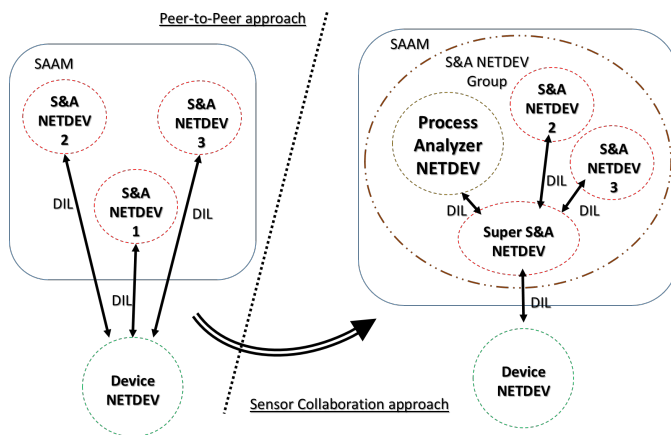 Peer-to-Peer approach
SAAM
S&A
NETDEV
2
S&A
NETDEV
3
S&A
NETDEV
1
DIL
DIL
DIL
Device
NETDEV
SAAM
S&A NETDEV
Group
Process
Analyzer
NETDEV
S&A
NETDEV
2
S&A
NETDEV
3
DIL
DIL
DIL
Super S&A
NETDEV
DIL
Device
NETDEV
Sensor Collaboration approach